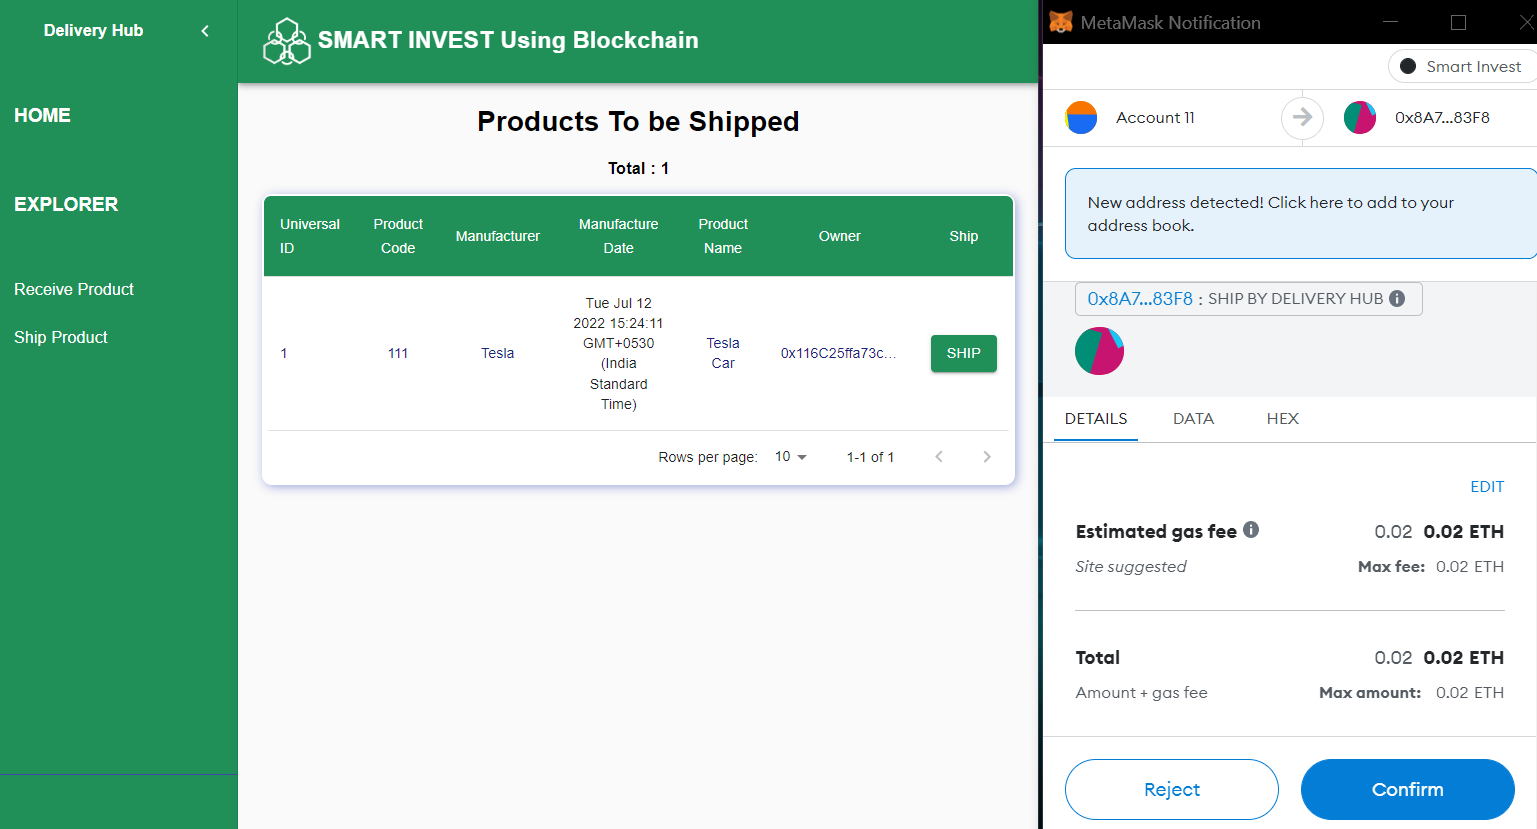 Delivery Hub
HOME
EXPLORER
Receive Product
Ship Product
SMART INVEST Using Blockchain
Products To be Shipped
Total : 1
Universal ID
Product Code
Manufacturer
Manufacture Date
Product Name
Owner
Ship
1
111
Tesla
Tue Jul 12
2022 15:24:11
GMT+0530
(India
Standard
Time)
Tesla
Car
0x116C25ffa73c...
SHIP
Rows per page: 10
1-1 of 1
MetaMask Notification
Smart Invest
Account 11
0x8A7...83F8
New address detected! Click here to add to your
address book.
0x8A7...83F8 : SHIP BY DELIVERY HUB
DETAILS
DATA
HEX
EDIT
Estimated gas fee 0.02 0.02 ETH
Site suggested Max fee: 0.02 ETH
Total 0.02 0.02 ETH
Amount + gas fee Max amount: 0.02 ETH
Reject
Confirm